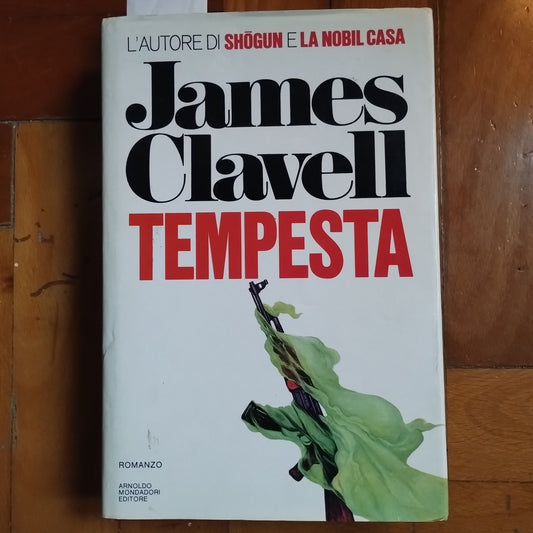 L'AUTORE DI SHŌGUN E LA NOBIL CASA
James
Clavell
TEMPESTA
ROMANZO
ARNOLDO
MONDADORI
EDITORE